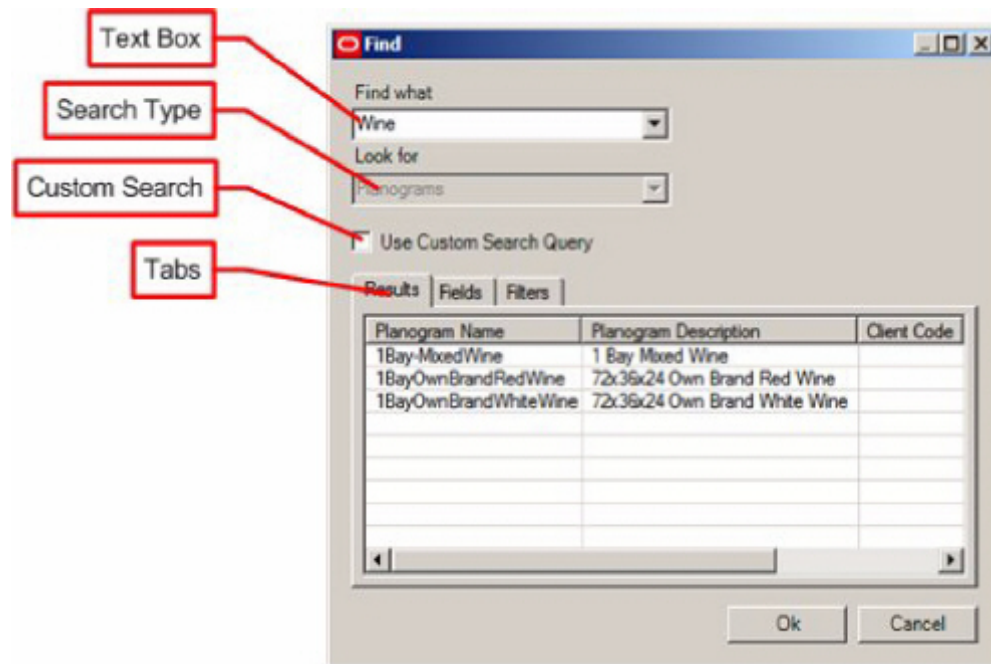 Text Box
Search Type
Custom Search
Tabs
Find
Find what
Wine
Look for
Planograms
Use Custom Search Query
Results Fields Filters
Planogram Name Planogram Description Client Code
1Bay-MixedWine 1 Bay Mixed Wine
1BayOwnBrandRedWine 72x36x24 Own Brand Red Wine
1BayOwnBrandWhiteWine 72x36x24 Own Brand White Wine
Ok Cancel